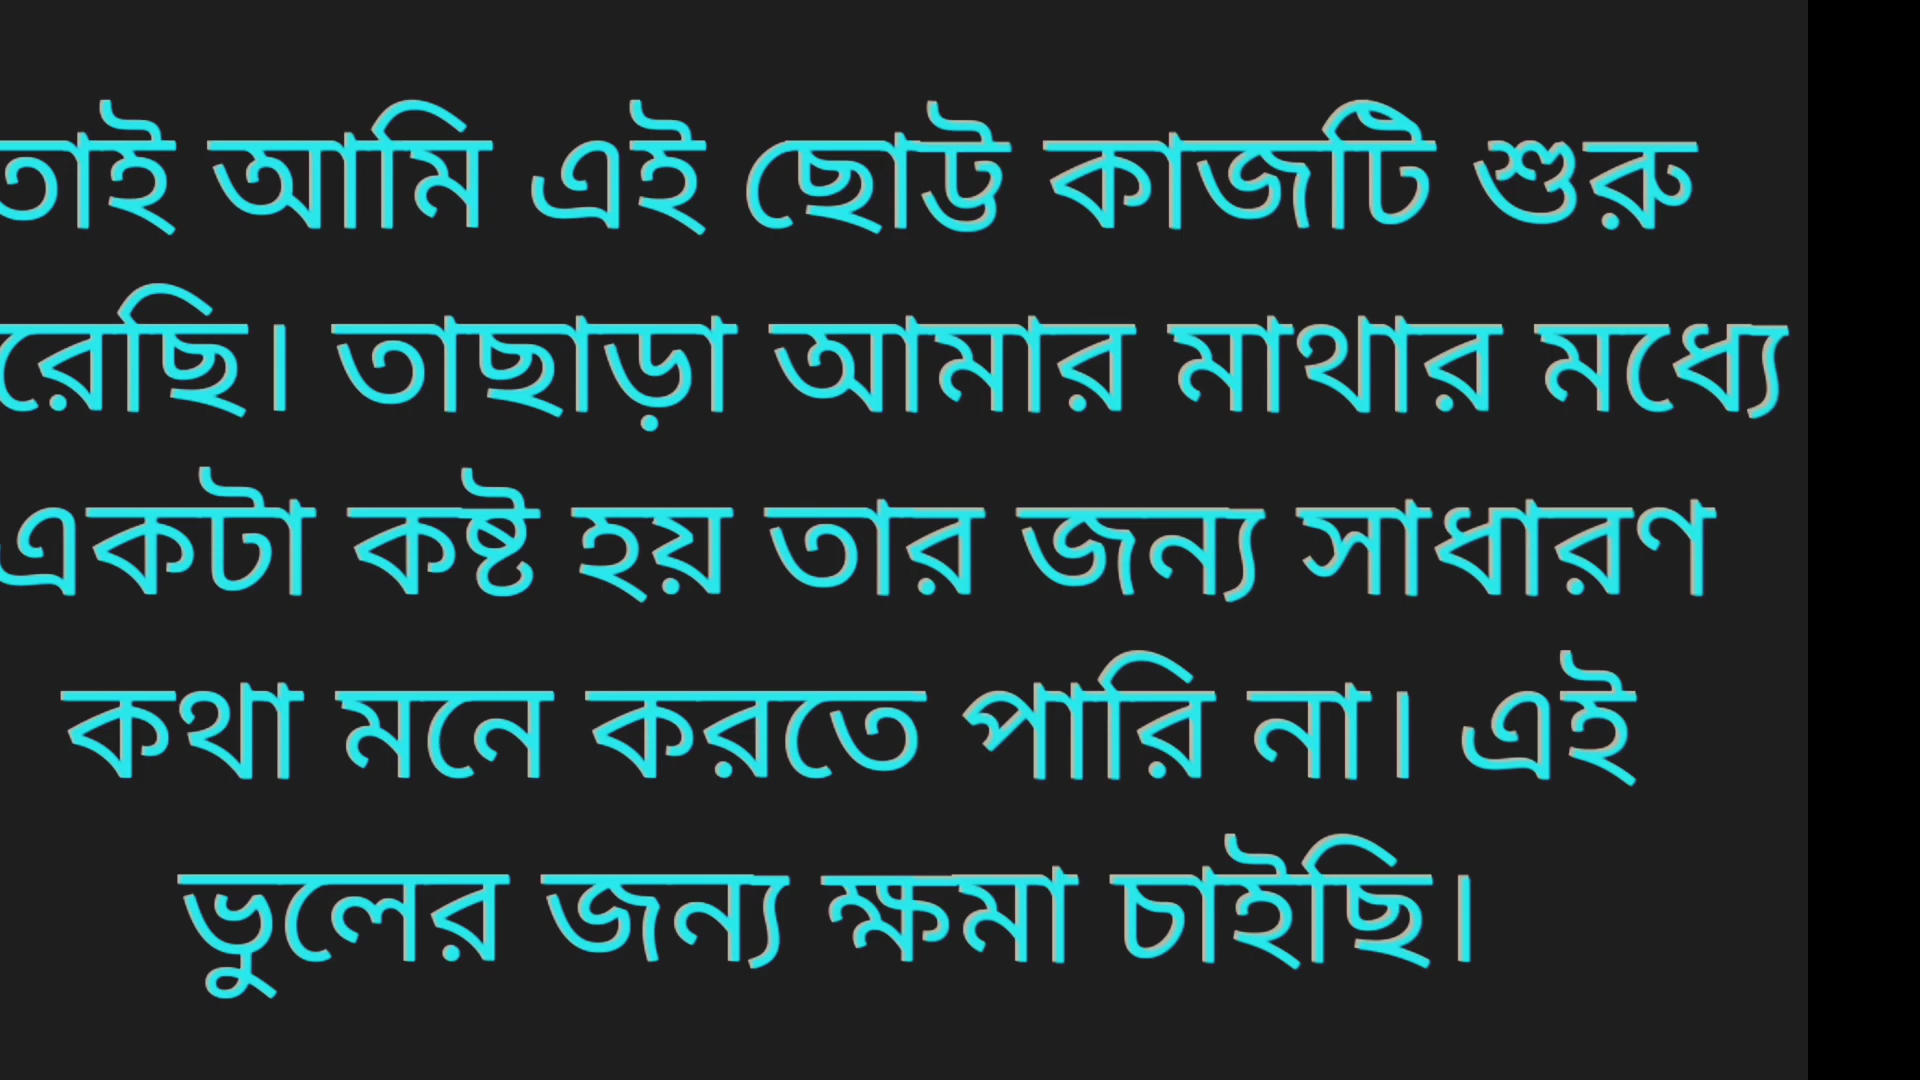 তাই আমি এই ছোট্ট কাজটি শুরু
রেছি। তাছাড়া আমার মাথার মধ্যে
একটা কষ্ট হয় তার জন্য সাধারণ
কথা মনে করতে পারি না। এই
ভুলের জন্য ক্ষমা চাইছি।